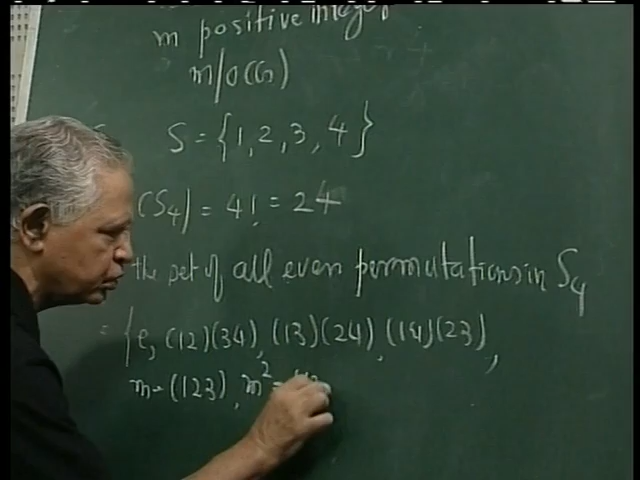 m positive integer
m/o(G)
S = {1, 2, 3, 4}
(S₄)| = 4! = 24
the set of all even permutations in S₄
= {e, (12)(34), (13)(24), (14)(23),
m = (123), m² =